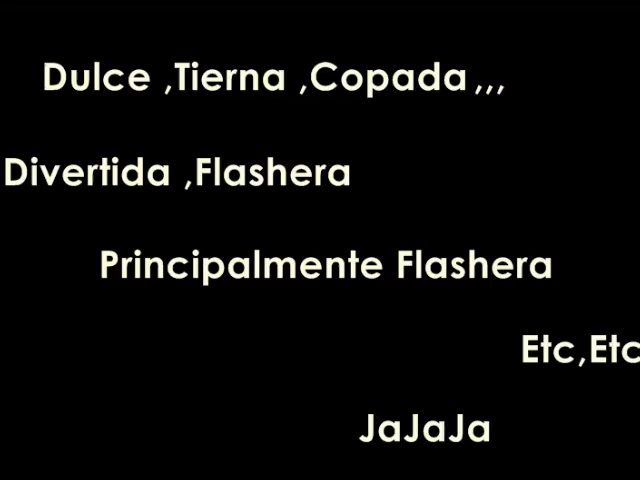 Dulce ,Tierna ,Copada ,,,
Divertida ,Flashera
Principalmente Flashera
Etc,Etc
JaJaJa